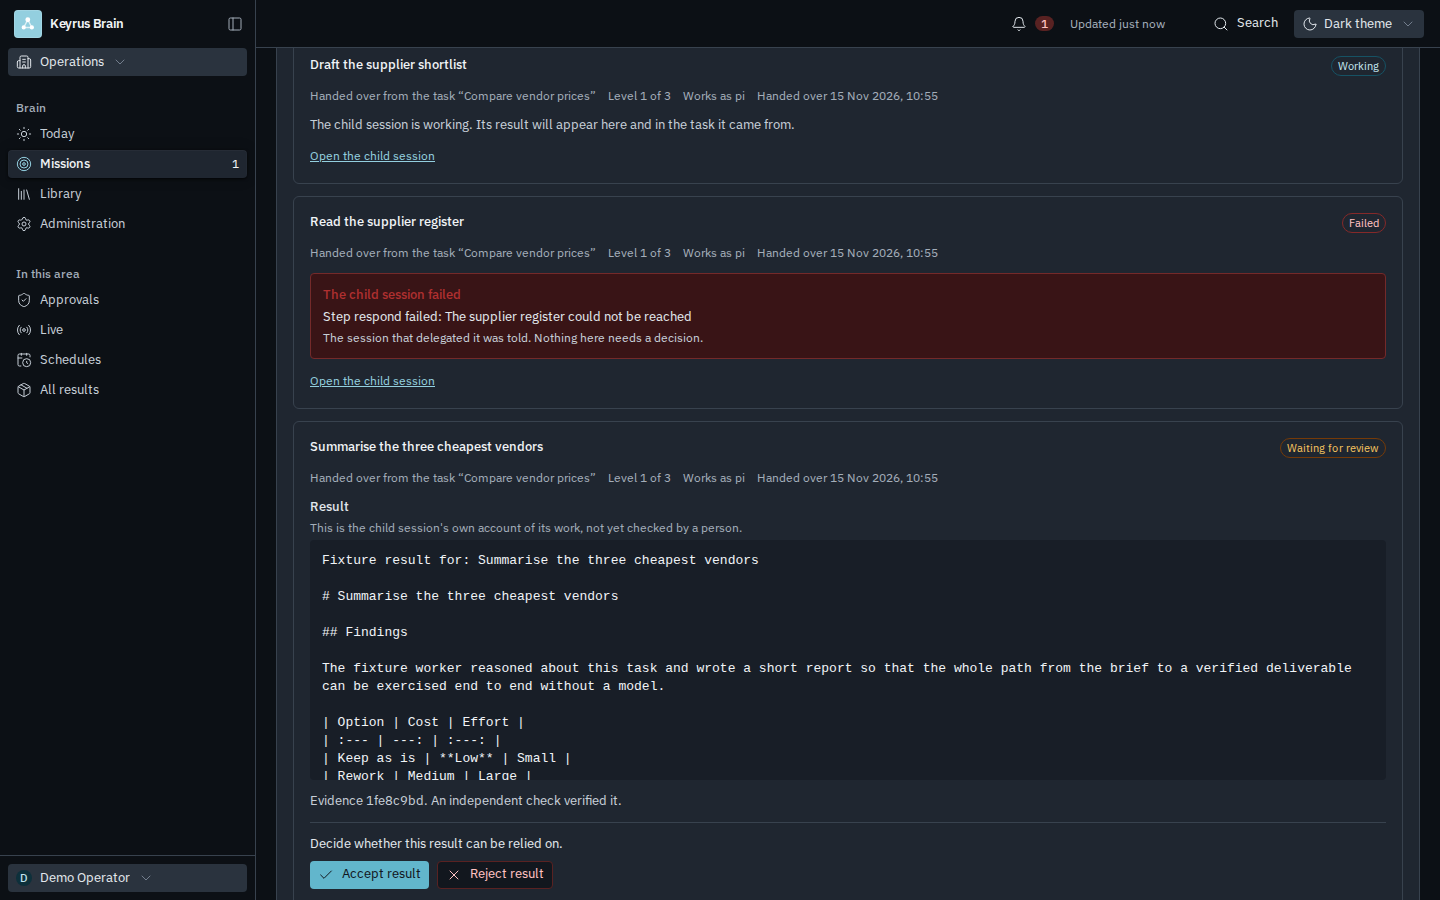 Keyrus Brain
1
Updated just now
Search
Dark theme
Operations
Brain
Today
Missions
1
Library
Administration
In this area
Approvals
Live
Schedules
All results
D
Demo Operator
Draft the supplier shortlist
Working
Handed over from the task “Compare vendor prices” Level 1 of 3 Works as pi Handed over 15 Nov 2026, 10:55
The child session is working. Its result will appear here and in the task it came from.
Open the child session
Read the supplier register
Failed
Handed over from the task “Compare vendor prices” Level 1 of 3 Works as pi Handed over 15 Nov 2026, 10:55
The child session failed
Step respond failed: The supplier register could not be reached
The session that delegated it was told. Nothing here needs a decision.
Open the child session
Summarise the three cheapest vendors
Waiting for review
Handed over from the task “Compare vendor prices” Level 1 of 3 Works as pi Handed over 15 Nov 2026, 10:55
Result
This is the child session's own account of its work, not yet checked by a person.
Fixture result for: Summarise the three cheapest vendors
# Summarise the three cheapest vendors
## Findings
The fixture worker reasoned about this task and wrote a short report so that the whole path from the brief to a verified deliverable
can be exercised end to end without a model.
| Option | Cost | Effort |
| :--- | ---: | :---: |
| Keep as is | **Low** | Small |
| Rework | Medium | Large |
Evidence 1fe8c9bd. An independent check verified it.
Decide whether this result can be relied on.
Accept result
Reject result